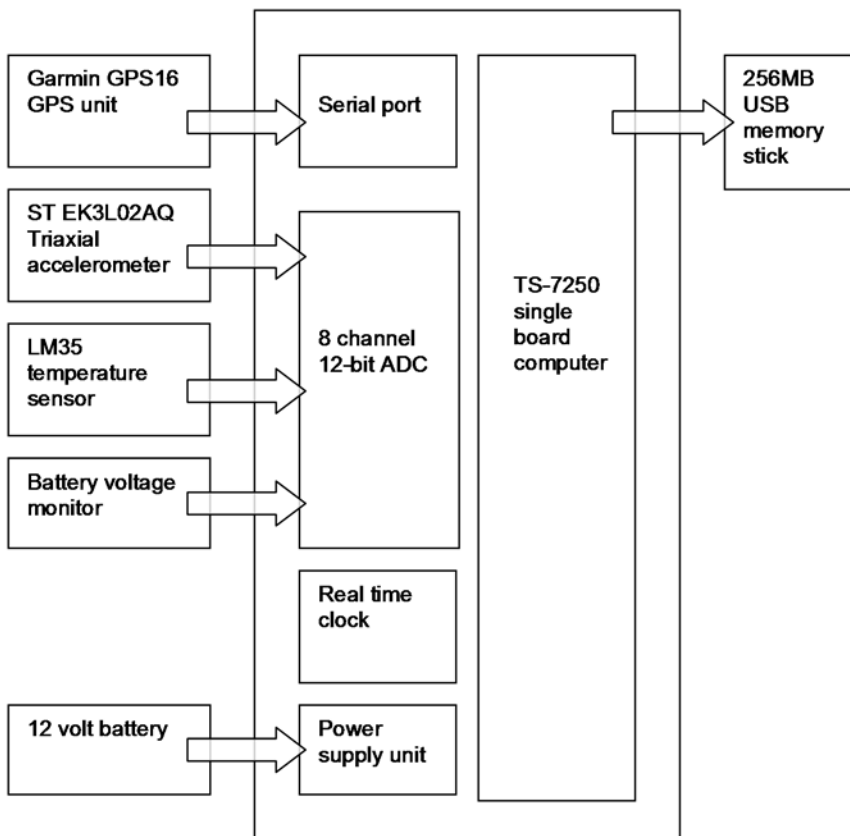 Garmin GPS16
GPS unit
Serial port
256MB
USB
memory
stick
ST EK3L02AQ
Triaxial
accelerometer
8 channel
12-bit ADC
TS-7250
single
board
computer
LM35
temperature
sensor
Battery voltage
monitor
Real time
clock
12 volt battery
Power
supply unit